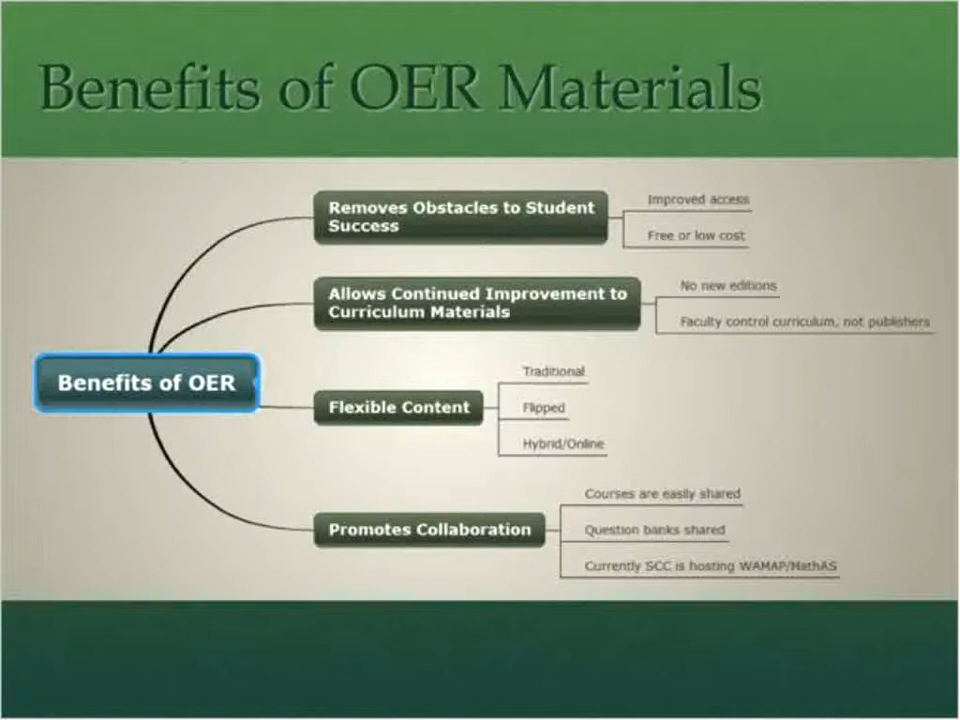 Benefits of OER Materials
Removes Obstacles to Student
Success
Improved access
Free or low cost
Allows Continued Improvement to
Curriculum Materials
No new editions
Faculty control curriculum, not publishers
Benefits of OER
Flexible Content
Traditional
Flipped
Hybrid/Online
Promotes Collaboration
Courses are easily shared
Question banks shared
Currently SCC is hosting WAMAP/MathAS